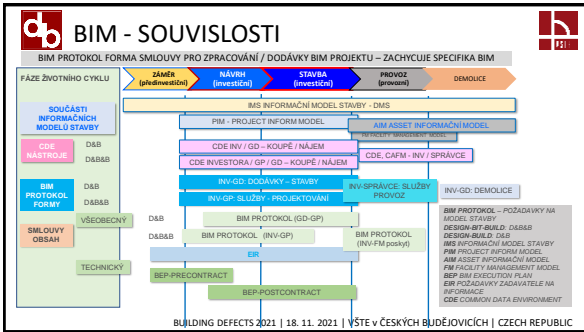 db
BIM - SOUVISLOSTI
BIM PROTOKOL FORMA SMLOUVY PRO ZPRACOVÁNÍ / DODÁVKY BIM PROJEKTU – ZACHYCUJE SPECIFIKA BIM
FÁZE ŽIVOTNÍHO CYKLU
ZÁMĚR
(předinvestiční)
NÁVRH
(investiční)
STAVBA
(investiční)
PROVOZ
(provozní)
DEMOLICE
SOUČÁSTI
INFORMAČNÍCH
MODELŮ STAVBY
IMS INFORMAČNÍ MODEL STAVBY - DMS
PIM - PROJECT INFORM MODEL
AIM ASSET INFORMAČNÍ MODEL
FM FACILITY MANAGEMENT MODEL
CDE
NÁSTROJE
D&B
D&B&B
CDE INV / GD – KOUPĚ / NÁJEM
CDE INVESTORA / GP / GD – KOUPĚ / NÁJEM
CDE, CAFM - INV / SPRÁVCE
BIM
PROTOKOL
FORMY
D&B
D&B&B
INV-GD: DODÁVKY – STAVBY
INV-GP: SLUŽBY - PROJEKTOVÁNÍ
INV-SPRÁVCE: SLUŽBY
PROVOZ
INV-GD: DEMOLICE
SMLOUVY
OBSAH
VŠEOBECNÝ
TECHNICKÝ
D&B
D&B&B
BIM PROTOKOL (GD-GP)
BIM PROTOKOL (INV-GP)
BIM PROTOKOL
(INV-FM poskyt)
EIR
BEP-PRECONTRACT
BEP-POSTCONTRACT
BIM PROTOKOL – POŽADAVKY NA
MODEL STAVBY
DESIGN-BIT-BUILD: D&B&B
DESIGN-BUILD: D&B
IMS INFORMAČNÍ MODEL STAVBY
PIM PROJECT INFORM MODEL
AIM ASSET INFORMAČNÍ MODEL
FM FACILITY MANAGEMENT MODEL
BEP BIM EXECUTION PLAN
EIR POŽADAVKY ZADAVATELE NA
INFORMACE
CDE COMMON DATA ENVIRONMENT
BUILDING DEFECTS 2021 | 18. 11. 2021 | VŠTE v ČESKÝCH BUDĚJOVICÍCH | CZECH REPUBLIC